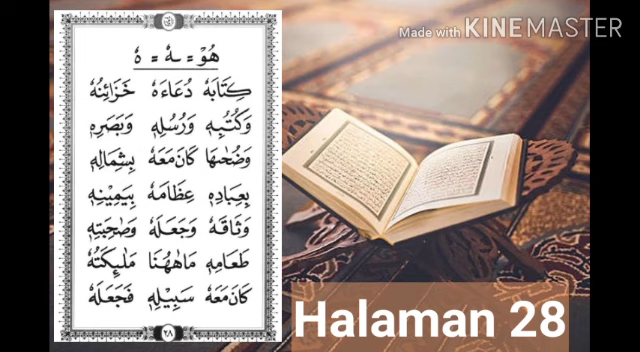 Made with KINEMASTER
هُوْ = ـهٗ = هٗ
كِتَابَهٗ دُعَاءَهٗ خَزَائِنُهٗ
وَكُتُبِهٖ وَرُسُلِهٖ وَبَصَرِهٖ
وَضُحٰهَا كَانَ مَعَهٗ بِشِمَالِهٖ
بِعِبَادِهٖ عِظَامَهٗ بِيَمِيْنِهٖ
وَثَاقَهٗ وَجَعَلَهٗ وَصَاحِبَتِهٖ
طَعَامِهٖ مَاهٰهُنَا مَلٰٓئِكَتُهٗ
كَانَ مَعَهٗ سَبِيْلِهٖ فَجَعَلَهٗ
٢٨
Halaman 28